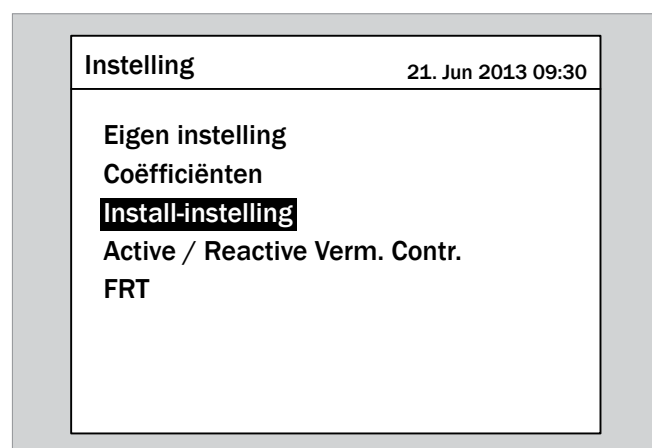 Instelling 21. Jun 2013 09:30
Eigen instelling
Coëfficiënten
Install-instelling
Active / Reactive Verm. Contr.
FRT